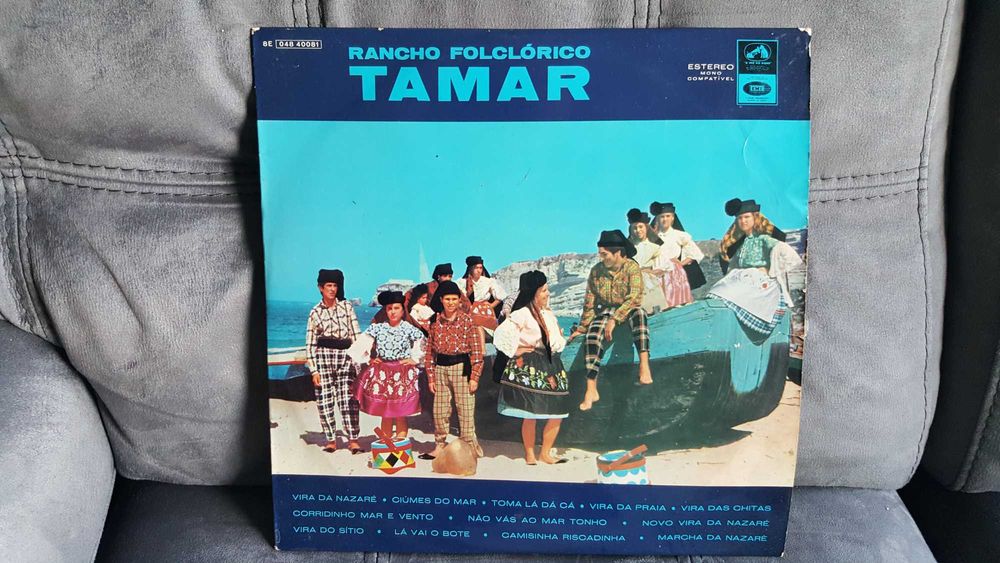 8E 048 40081
RANCHO FOLCLÓRICO
TAMAR
ESTEREO
MONO
COMPATÍVEL
EMI
VIRA DA NAZARÉ • CIÚMES DO MAR • TOMA LÁ DÁ CÁ • VIRA DA PRAIA • VIRA DAS CHITAS
CORRIDINHO MAR E VENTO • NÃO VÁS AO MAR TONHO • NOVO VIRA DA NAZARÉ
VIRA DO SÍTIO • LÁ VAI O BOTE • CAMISINHA RISCADINHA • MARCHA DA NAZARÉ